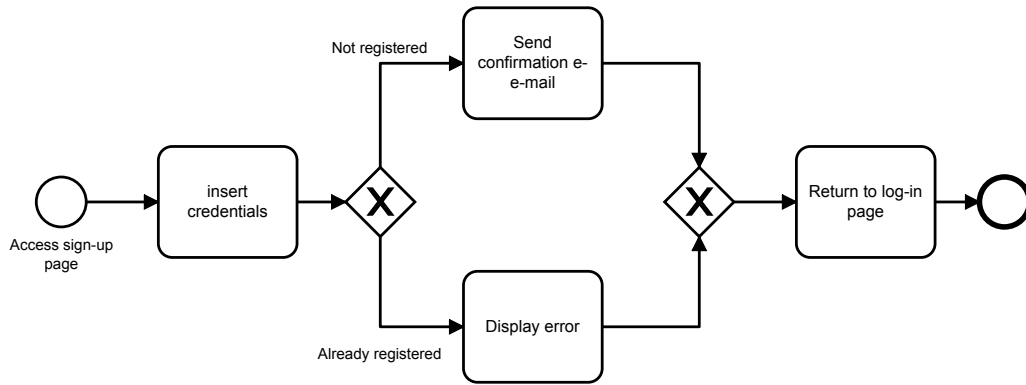 Access sign-up
page
insert
credentials
Not registered
Send
confirmation e-
e-mail
Already registered
Display error
Return to log-in
page